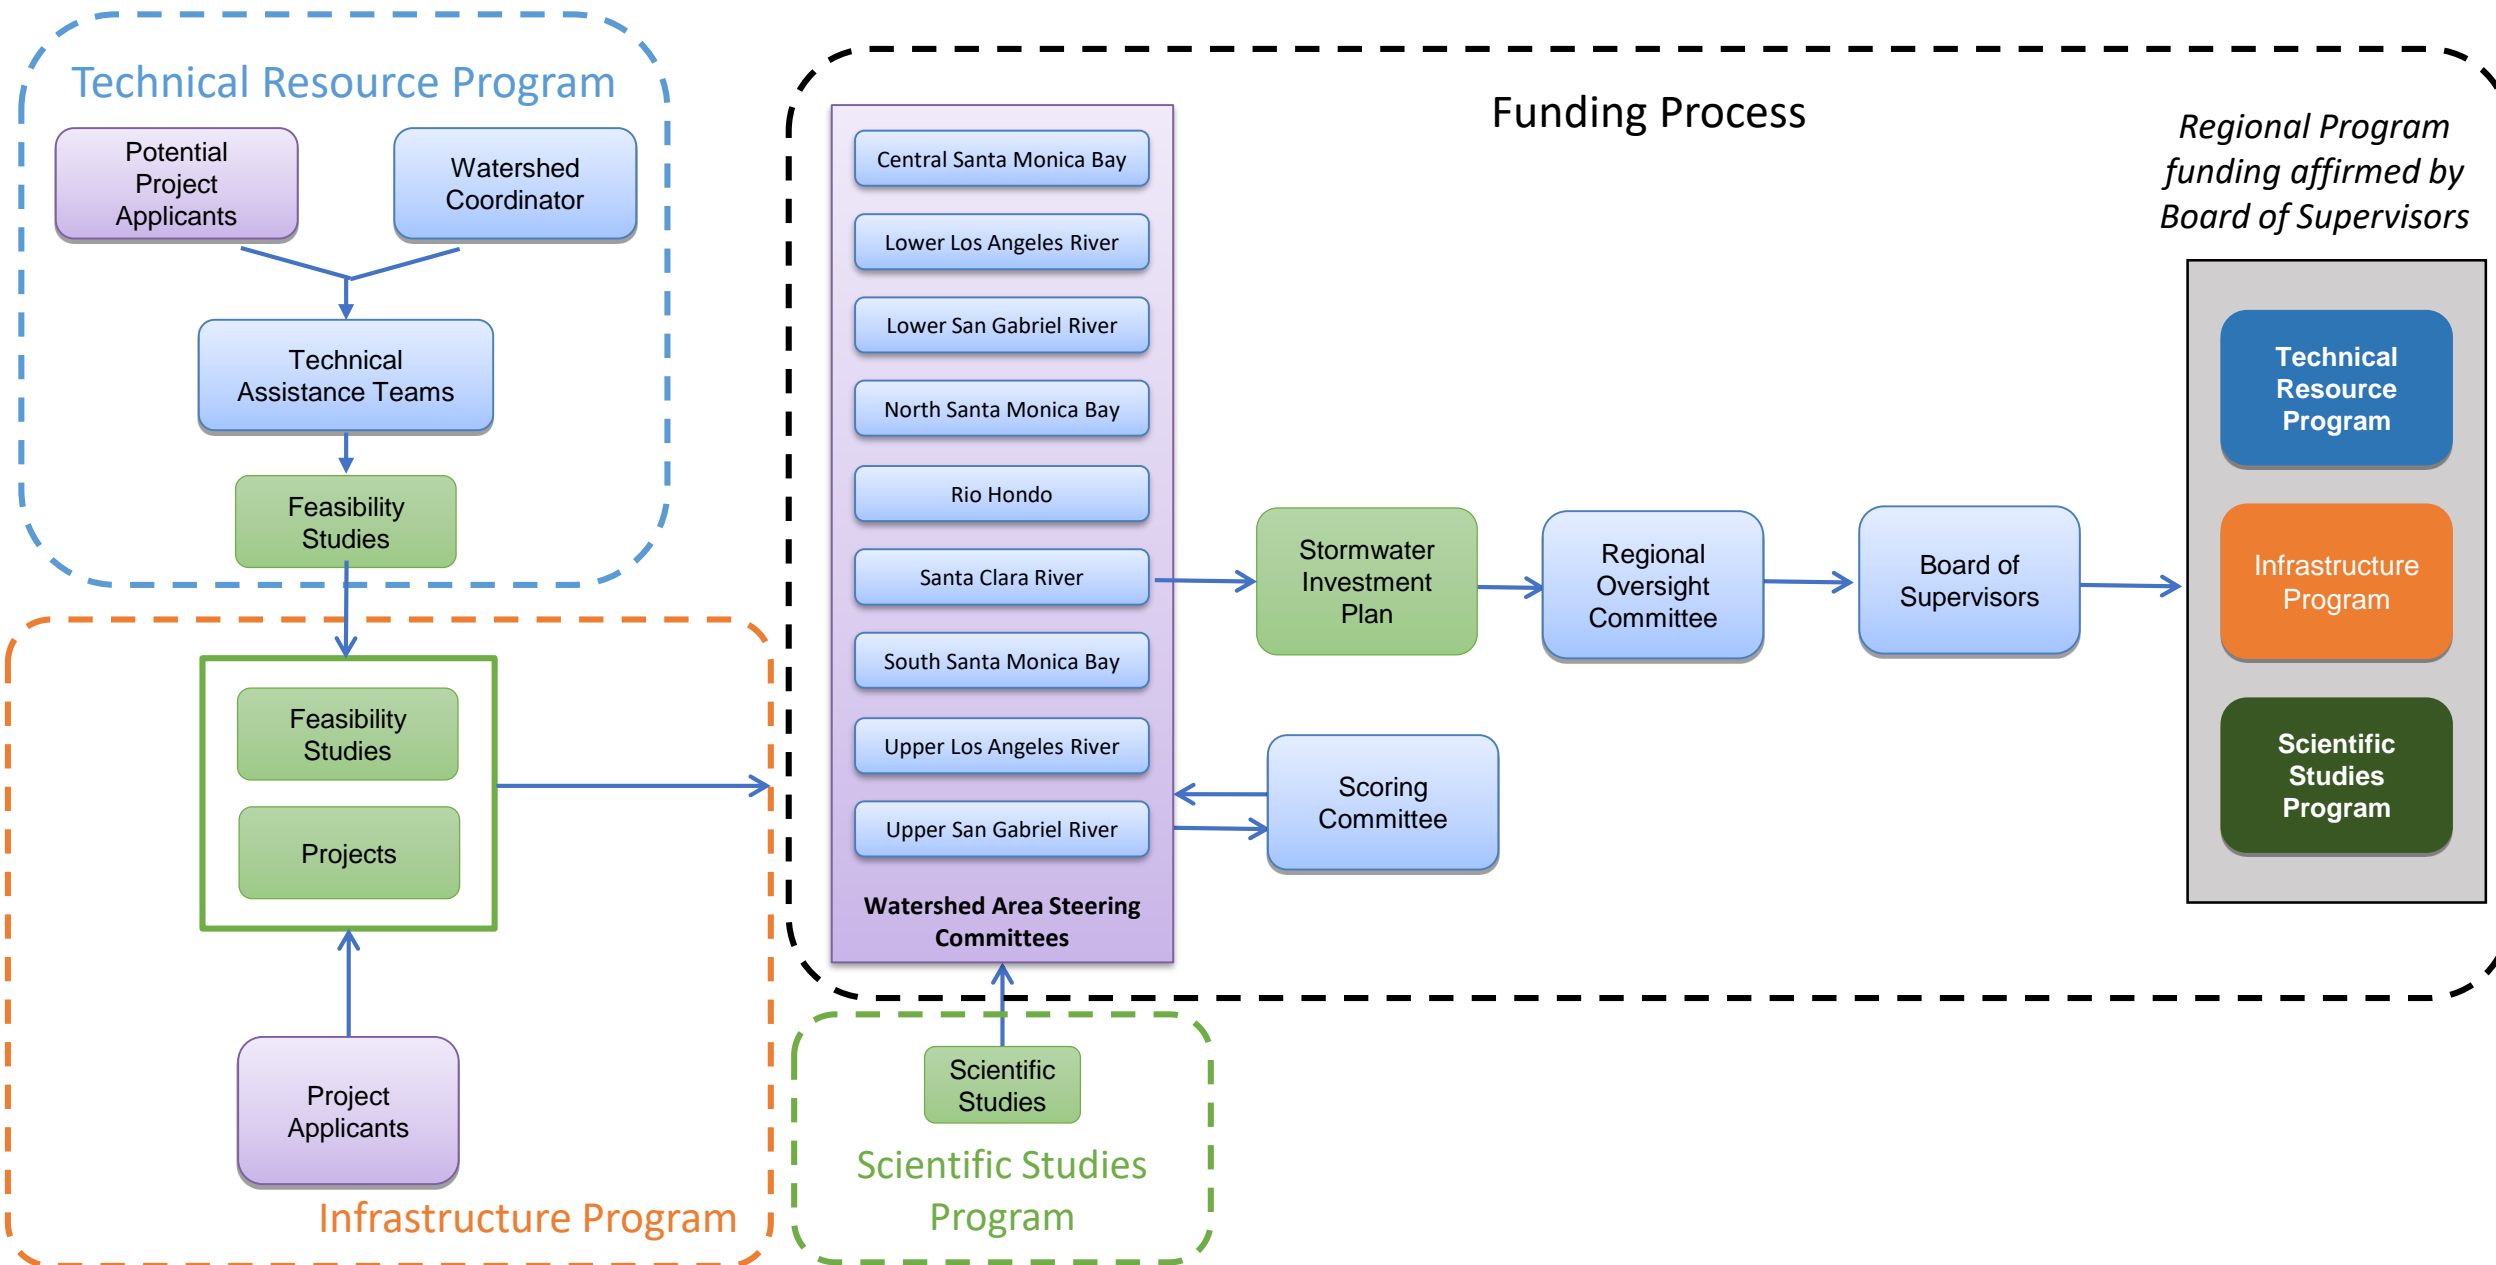 Technical Resource Program
Potential
Project
Applicants
Watershed
Coordinator
Technical
Assistance Teams
Feasibility
Studies
Feasibility
Studies
Projects
Project
Applicants
Infrastructure Program
Funding Process
Central Santa Monica Bay
Lower Los Angeles River
Lower San Gabriel River
North Santa Monica Bay
Rio Hondo
Santa Clara River
South Santa Monica Bay
Upper Los Angeles River
Upper San Gabriel River
Watershed Area Steering
Committees
Stormwater
Investment
Plan
Regional
Oversight
Committee
Board of
Supervisors
Scoring
Committee
Regional Program
funding affirmed by
Board of Supervisors
Technical
Resource
Program
Infrastructure
Program
Scientific
Studies
Program
Scientific
Studies
Scientific Studies
Program